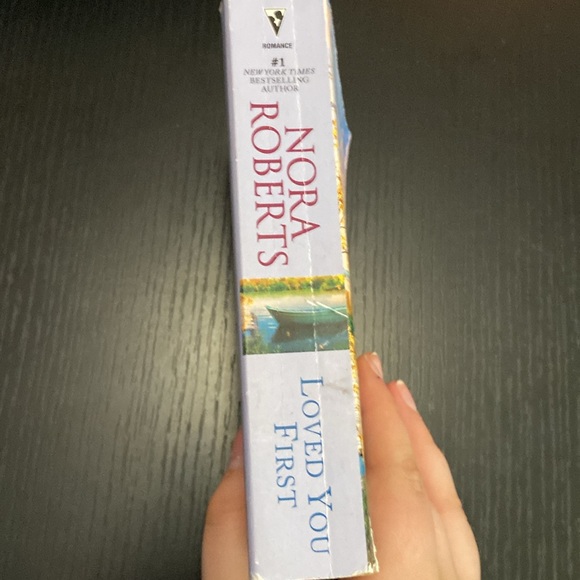 ROMANCE
#1
NEW YORK TIMES
BESTSELLING
AUTHOR
NORA
ROBERTS
LOVED YOU
FIRST